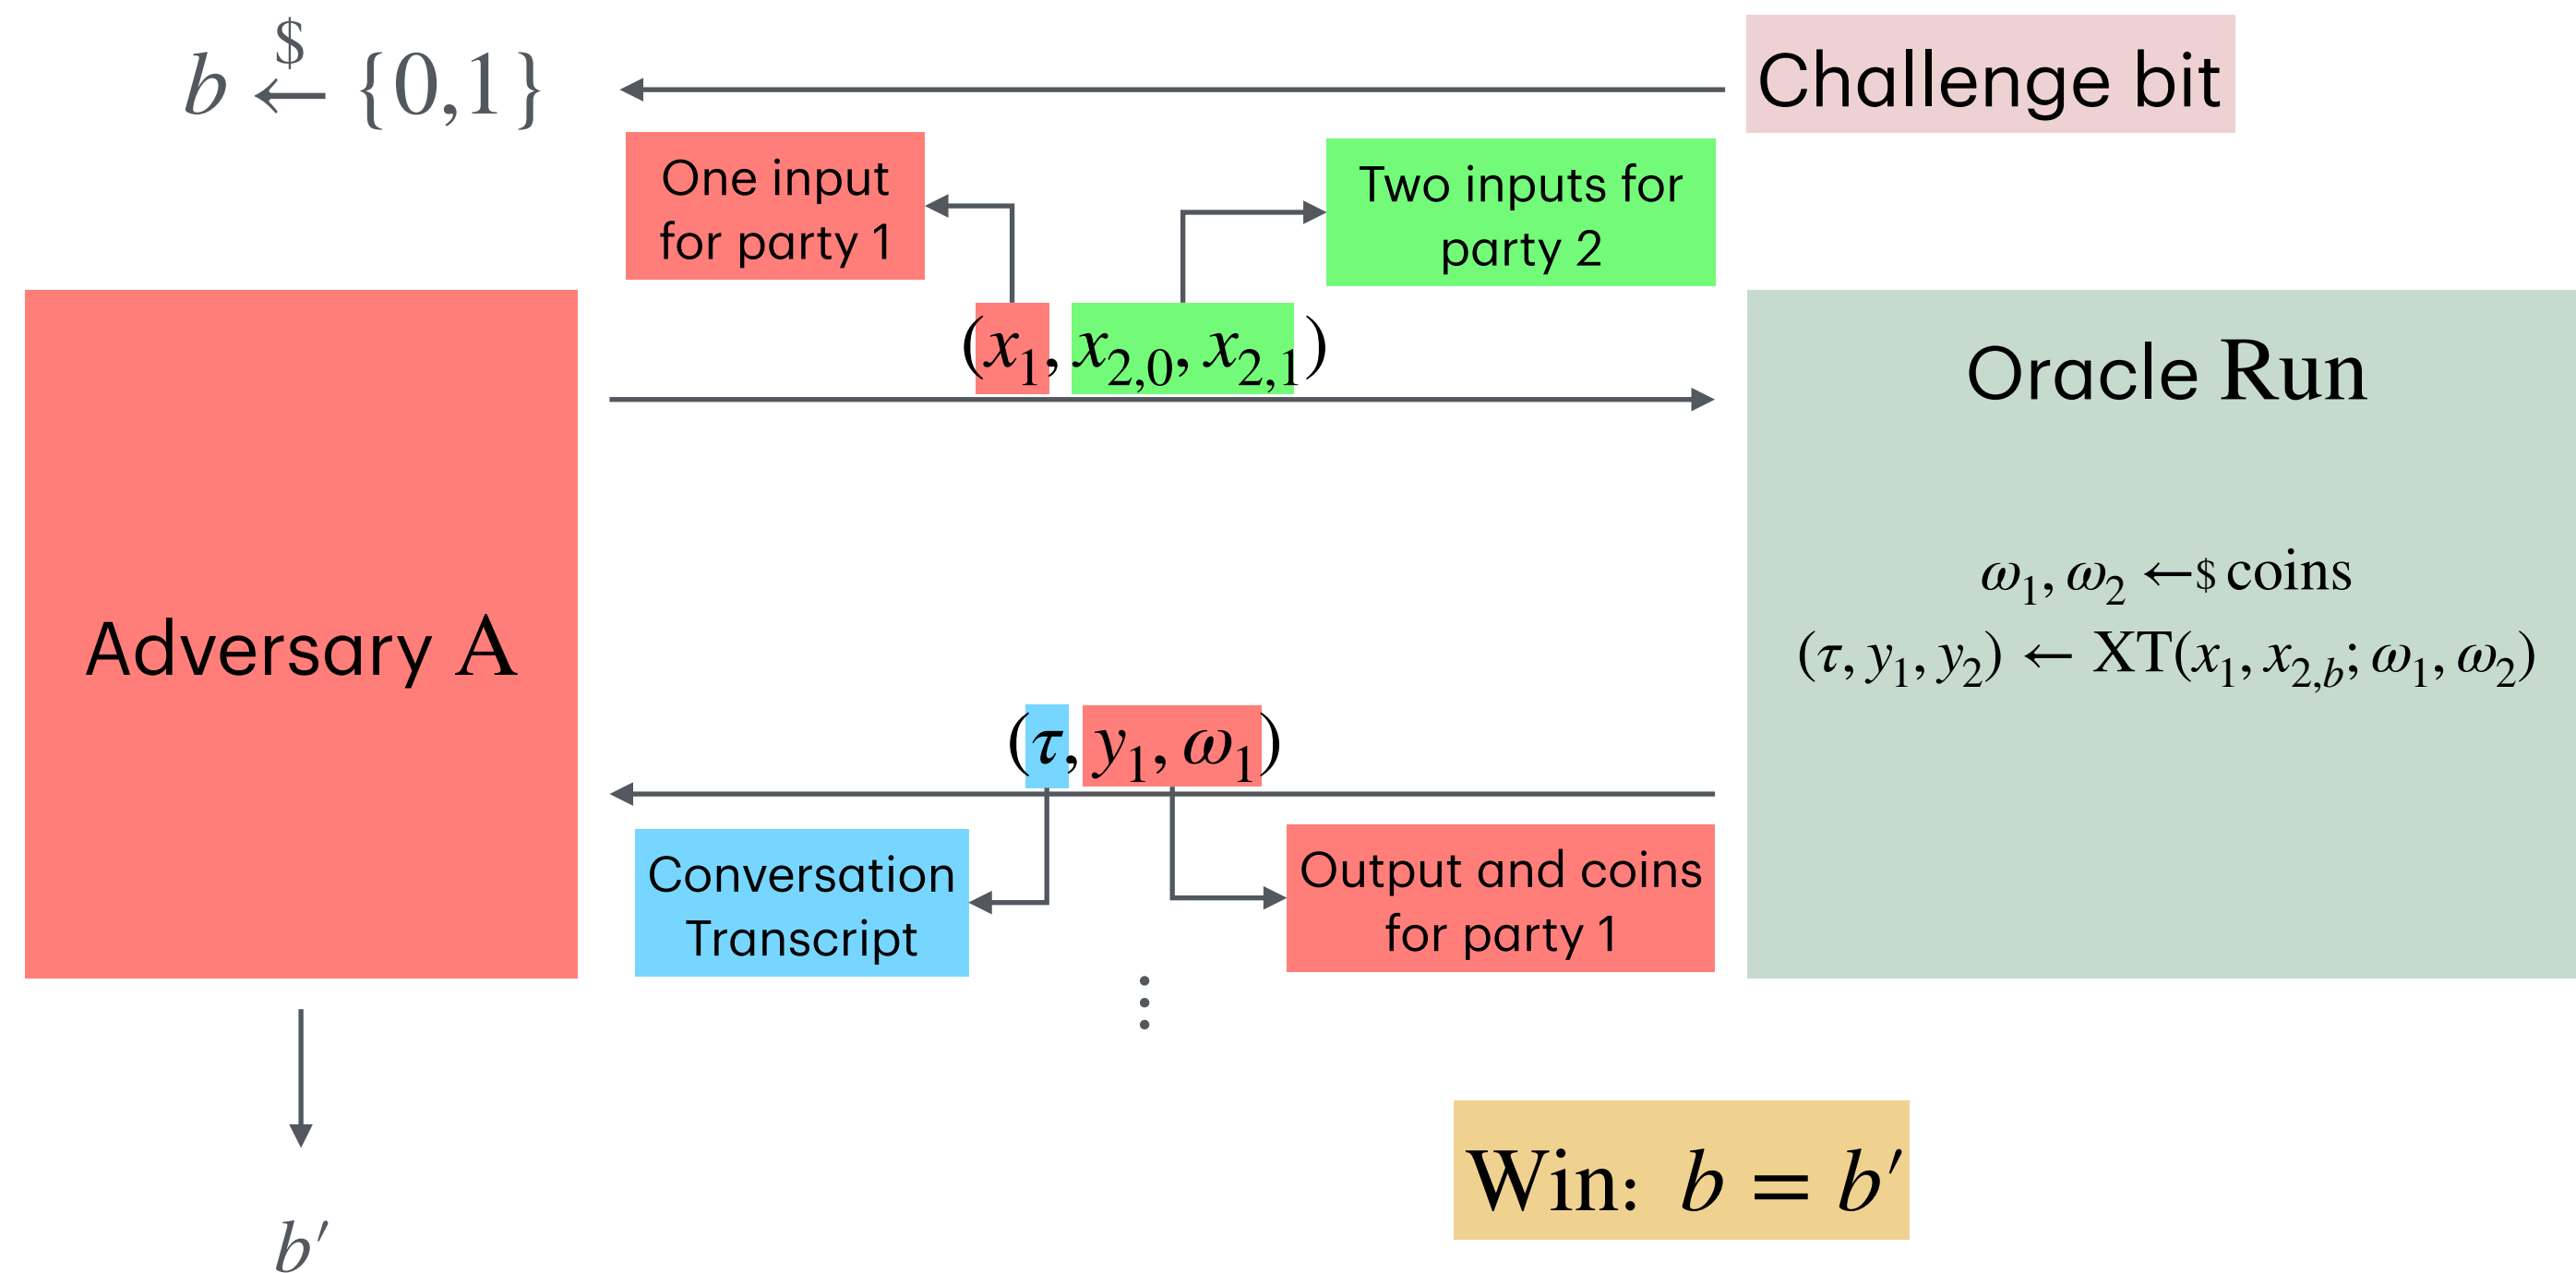 b ←$ {0,1}
Challenge bit
One input
for party 1
Two inputs for
party 2
(x₁, x₂,₀, x₂,₁)
Oracle Run
ω₁, ω₂ ←$ coins
(τ, y₁, y₂) ← XT(x₁, x₂,b; ω₁, ω₂)
Adversary A
(τ, y₁, ω₁)
Conversation
Transcript
Output and coins
for party 1
⋮
Win: b = b′
b′